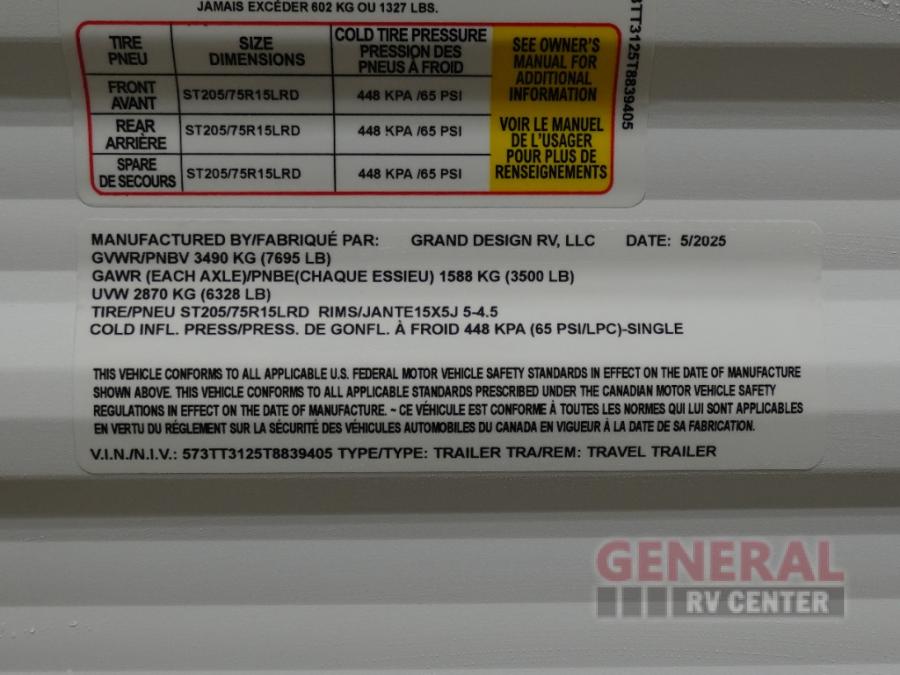 JAMAIS EXCÉDER 602 KG OU 1327 LBS.
TIRE PNEU SIZE DIMENSIONS COLD TIRE PRESSURE PRESSION DES PNEUS À FROID
FRONT AVANT ST205/75R15LRD 448 KPA /65 PSI
REAR ARRIÈRE ST205/75R15LRD 448 KPA /65 PSI
SPARE DE SECOURS ST205/75R15LRD 448 KPA /65 PSI
SEE OWNER'S
MANUAL FOR
ADDITIONAL
INFORMATION
VOIR LE MANUEL
DE L'USAGER
POUR PLUS DE
RENSEIGNEMENTS
TT3125T8839405
MANUFACTURED BY/FABRIQUÉ PAR: GRAND DESIGN RV, LLC DATE: 5/2025
GVWR/PNBV 3490 KG (7695 LB)
GAWR (EACH AXLE)/PNBE(CHAQUE ESSIEU) 1588 KG (3500 LB)
UVW 2870 KG (6328 LB)
TIRE/PNEU ST205/75R15LRD RIMS/JANTE15X5J 5-4.5
COLD INFL. PRESS/PRESS. DE GONFL. À FROID 448 KPA (65 PSI/LPC)-SINGLE
THIS VEHICLE CONFORMS TO ALL APPLICABLE U.S. FEDERAL MOTOR VEHICLE SAFETY STANDARDS IN EFFECT ON THE DATE OF MANUFACTURE
SHOWN ABOVE. THIS VEHICLE CONFORMS TO ALL APPLICABLE STANDARDS PRESCRIBED UNDER THE CANADIAN MOTOR VEHICLE SAFETY
REGULATIONS IN EFFECT ON THE DATE OF MANUFACTURE. ~ CE VÉHICULE EST CONFORME À TOUTES LES NORMES QUI LUI SONT APPLICABLES
EN VERTU DU RÉGLEMENT SUR LA SÉCURITÉ DES VÉHICULES AUTOMOBILES DU CANADA EN VIGUEUR À LA DATE DE SA FABRICATION.
V.I.N./N.I.V.: 573TT3125T8839405 TYPE/TYPE: TRAILER TRA/REM: TRAVEL TRAILER
GENERAL
RV CENTER